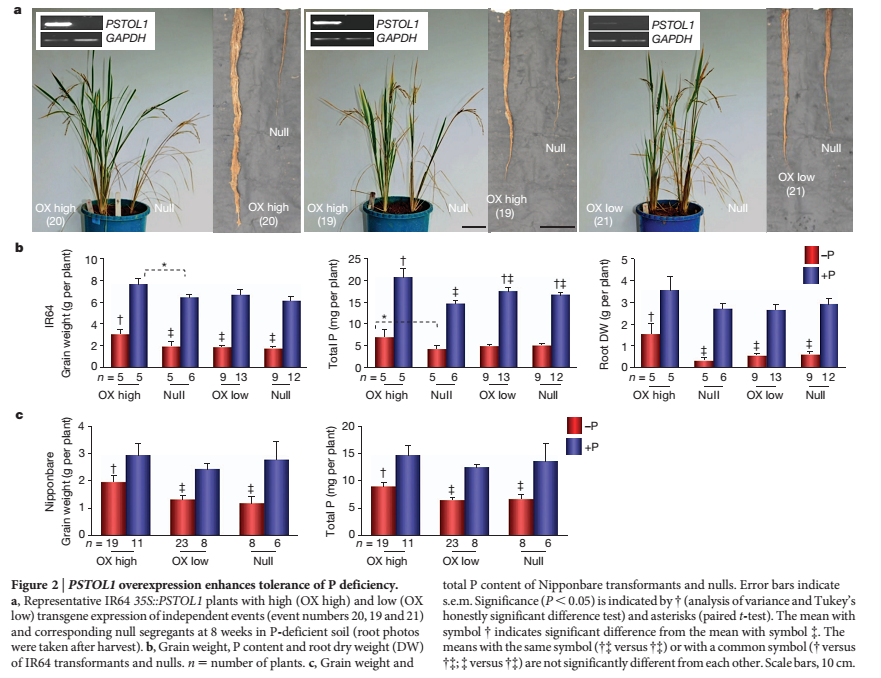 a
PSTOL1
GAPDH
Null
OX high
(20)
Null
OX high
(20)
PSTOL1
GAPDH
Null
OX high
(19)
OX high
(19)
Null
PSTOL1
GAPDH
Null
OX low
(21)
OX low
(21)
Null
b
IR64
Grain weight (g per plant)
10
8
6
4
2
0
†
*
‡
‡
‡
n = 5 5 5 6 9 13 9 12
OX high Null OX low Null
Total P (mg per plant)
25
20
15
10
5
0
*
†
‡
†‡
†‡
n = 5 5 5 6 9 13 9 12
OX high Null OX low Null
Root DW (g per plant)
5
4
3
2
1
0
†
‡
‡
‡
n = 5 5 5 6 9 13 9 12
OX high Null OX low Null
–P
+P
c
Nipponbare
Grain weight (g per plant)
4
3
2
1
0
†
‡
‡
n = 19 11 23 8 8 6
OX high OX low Null
Total P (mg per plant)
20
15
10
5
0
†
‡
‡
n = 19 11 23 8 8 6
OX high OX low Null
–P
+P
Figure 2 | PSTOL1 overexpression enhances tolerance of P deficiency.
a, Representative IR64 35S::PSTOL1 plants with high (OX high) and low (OX
low) transgene expression of independent events (event numbers 20, 19 and 21)
and corresponding null segregants at 8 weeks in P-deficient soil (root photos
were taken after harvest). b, Grain weight, P content and root dry weight (DW)
of IR64 transformants and nulls. n = number of plants. c, Grain weight and
total P content of Nipponbare transformants and nulls. Error bars indicate
s.e.m. Significance (P < 0.05) is indicated by † (analysis of variance and Tukey's
honestly significant difference test) and asterisks (paired t-test). The mean with
symbol † indicates significant difference from the mean with symbol ‡. The
means with the same symbol (†‡ versus †‡) or with a common symbol († versus
†‡; ‡ versus †‡) are not significantly different from each other. Scale bars, 10 cm.